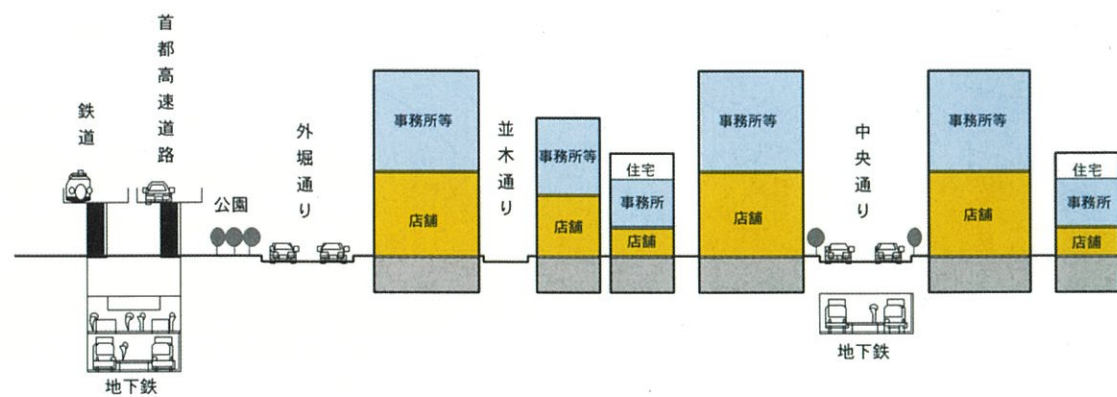 鉄道
首都高速道路
公園
外堀通り
事務所等
店舗
並木通り
事務所等
店舗
住宅
事務所
店舗
事務所等
店舗
中央通り
事務所等
店舗
住宅
事務所
店舗
地下鉄
地下鉄